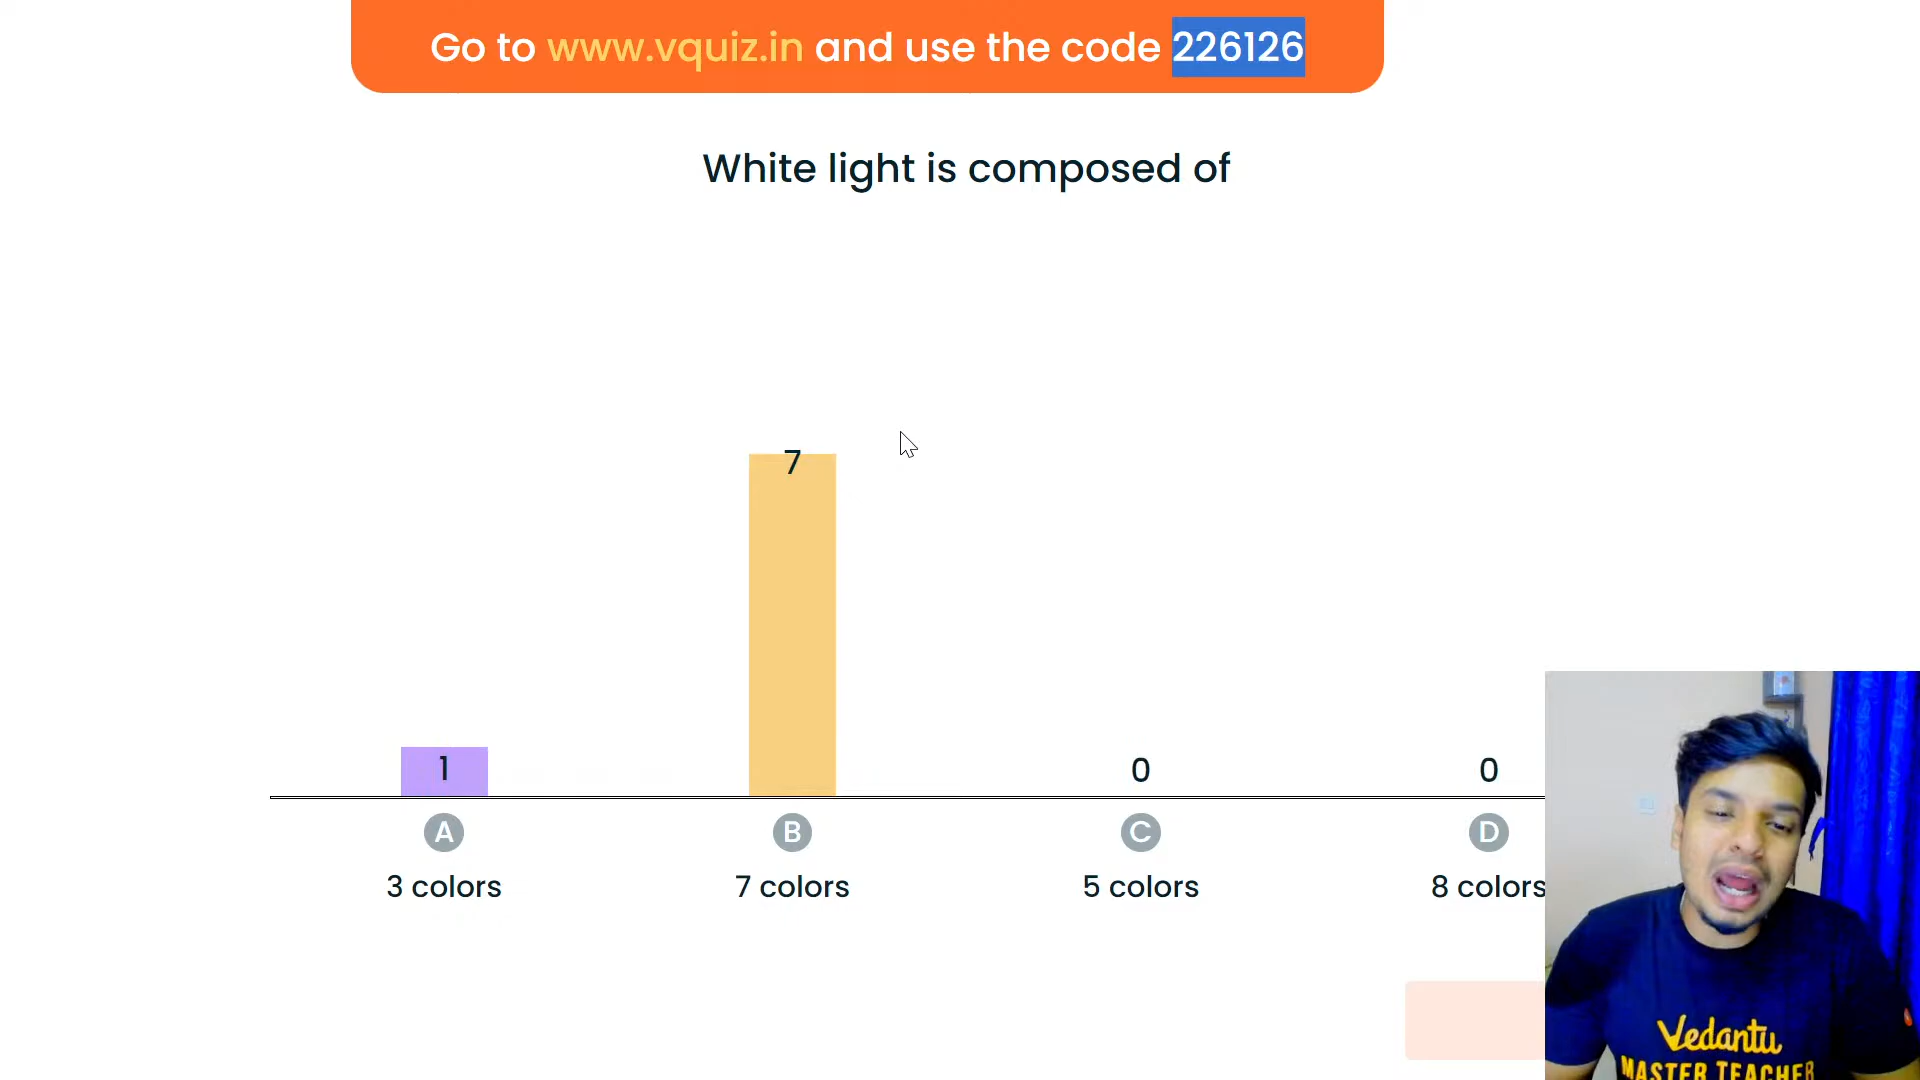 Go to www.vquiz.in and use the code 226126
White light is composed of
7
1
0
0
A
B
C
D
3 colors
7 colors
5 colors
8 colors
Vedantu
MASTER TEACHER